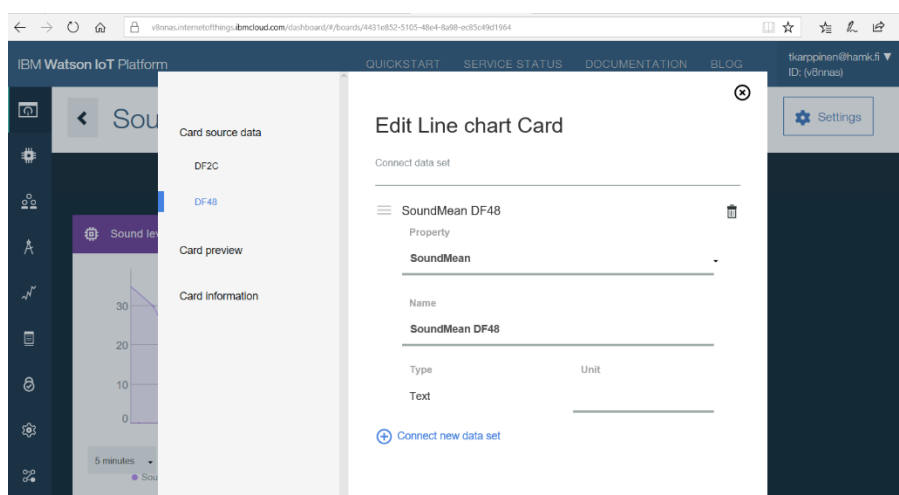 v8nnas.internetofthings.ibmcloud.com/dashboard/#/boards/4431e852-5105-48e4-8a98-ec85c49d1964
IBM Watson IoT Platform
QUICKSTART SERVICE STATUS DOCUMENTATION BLOG
tkarppinen@hamk.fi ▼
ID: (v8nnas)
Sou
Settings
Card source data
DF2C
DF48
Card preview
Card information
Edit Line chart Card
Connect data set
SoundMean DF48
Property
SoundMean
Name
SoundMean DF48
Type Unit
Text
Connect new data set
Sound lev
30
20
10
0
5 minutes
Sou